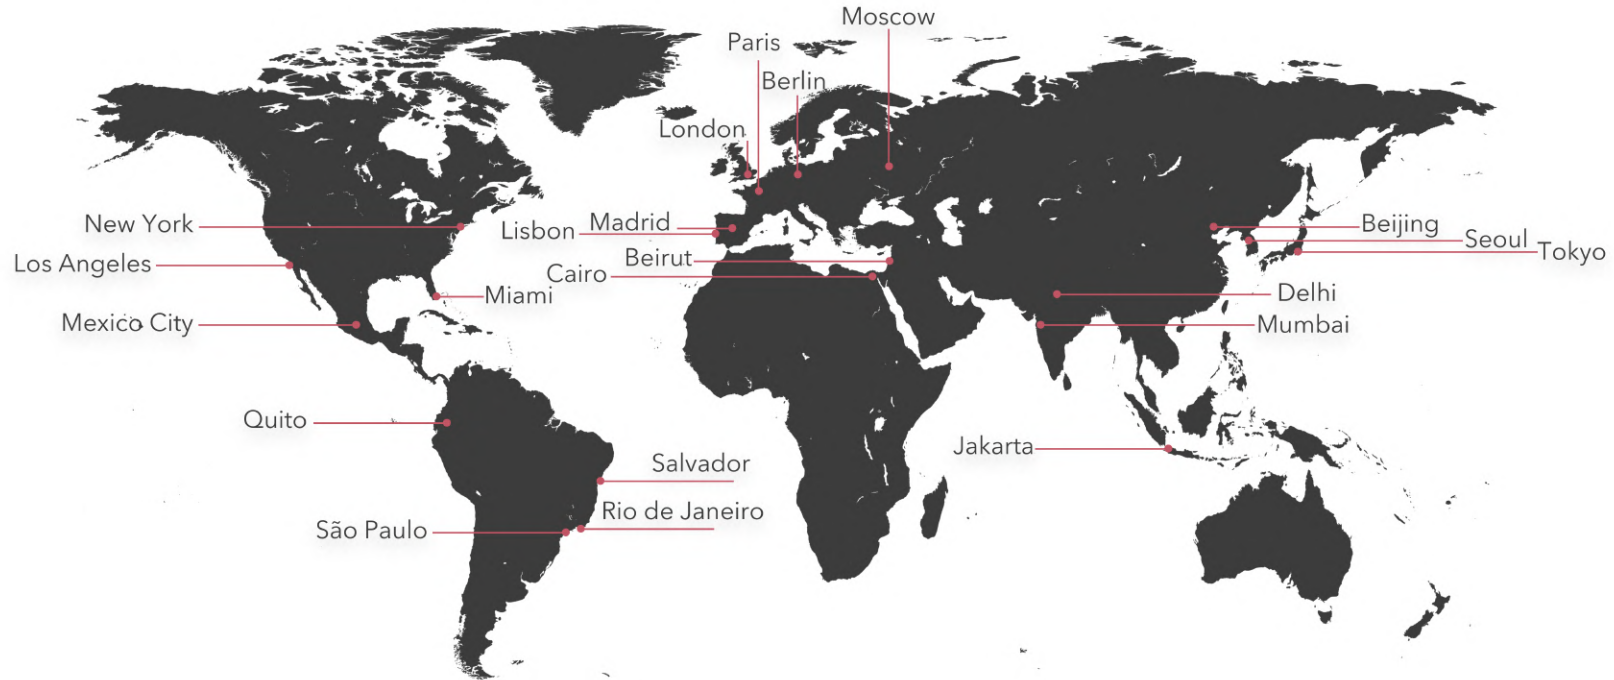 Moscow
Paris
Berlin
London
New York
Lisbon
Madrid
Beijing
Seoul
Tokyo
Los Angeles
Beirut
Cairo
Miami
Delhi
Mexico City
Mumbai
Quito
Jakarta
Salvador
Rio de Janeiro
São Paulo